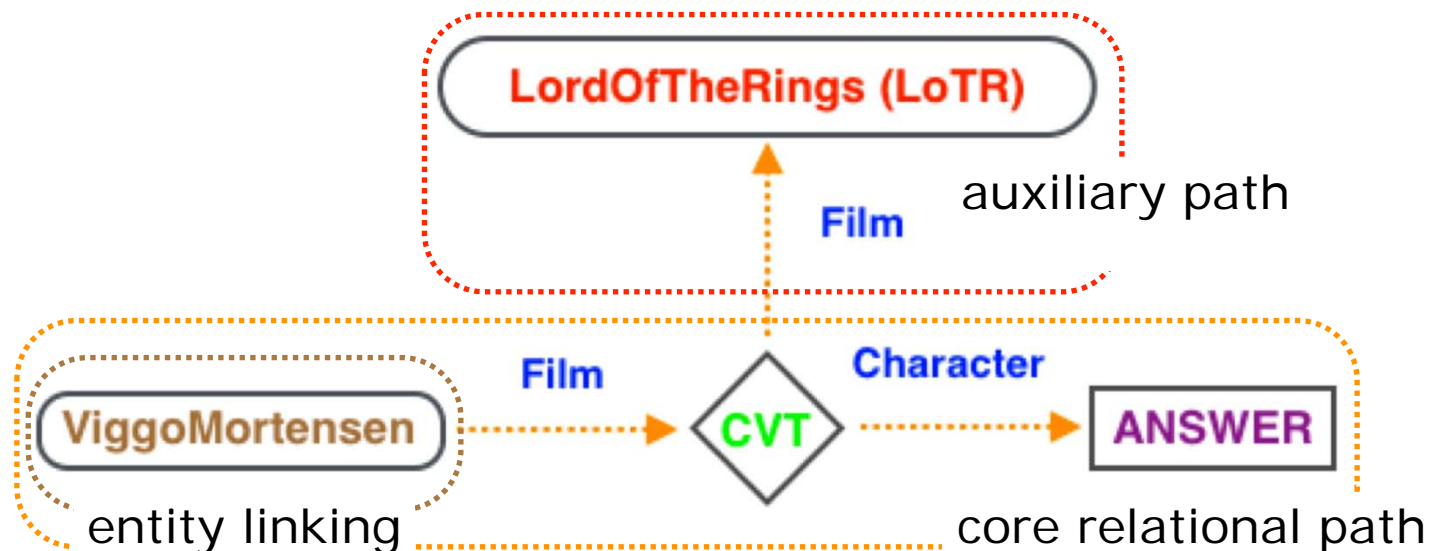 LordOfTheRings (LoTR)
auxiliary path
Film
Film
Character
ViggoMortensen
CVT
ANSWER
entity linking
core relational path